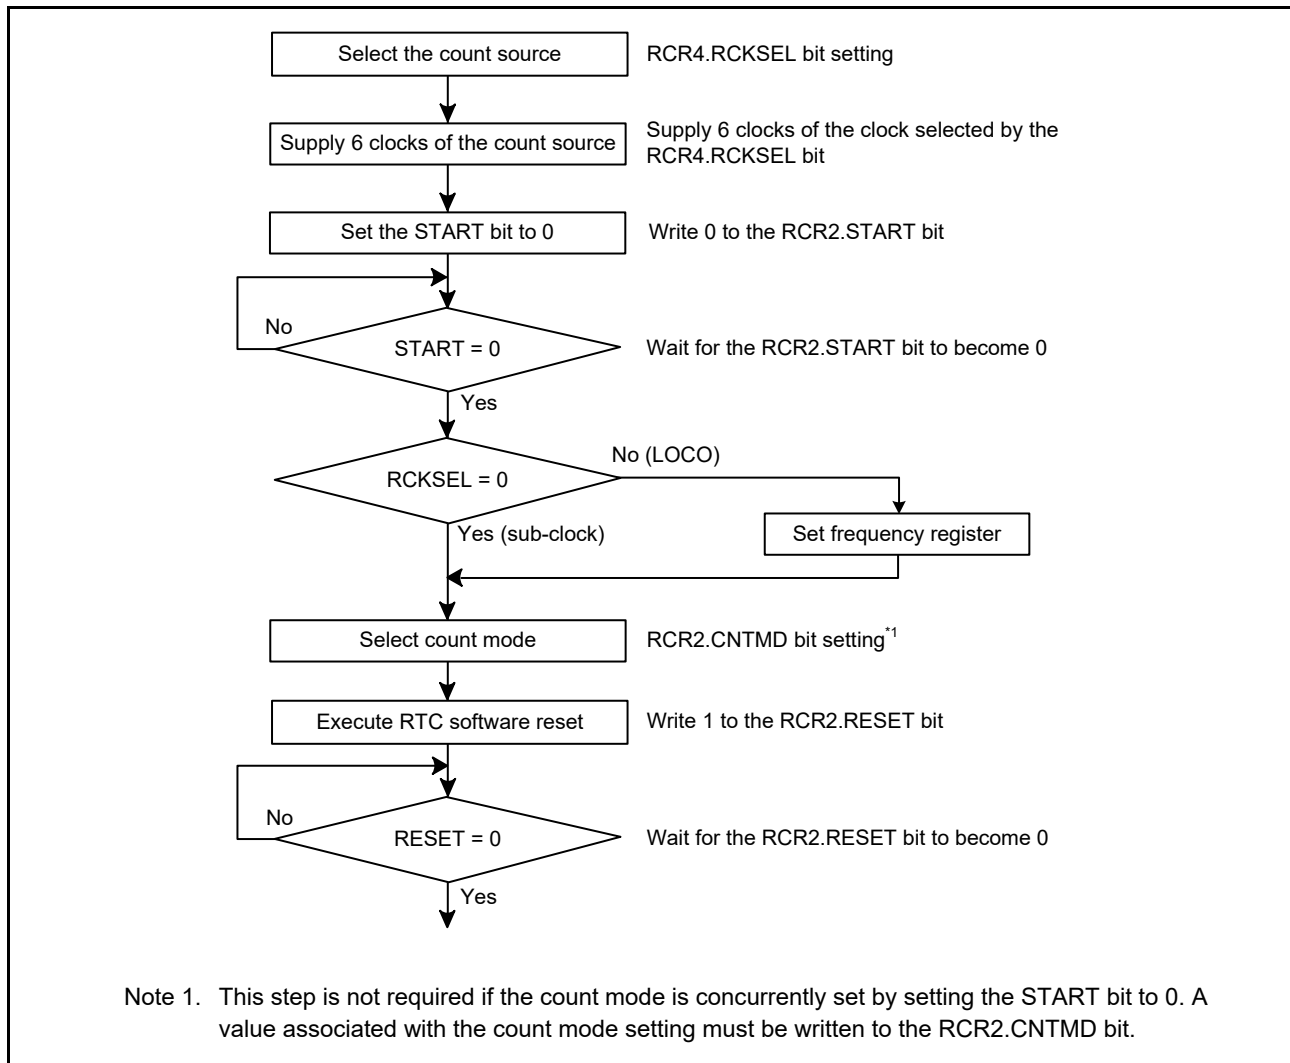 Select the count source
RCR4.RCKSEL bit setting
Supply 6 clocks of the count source
Supply 6 clocks of the clock selected by the
RCR4.RCKSEL bit
Set the START bit to 0
Write 0 to the RCR2.START bit
No
START = 0
Wait for the RCR2.START bit to become 0
Yes
No (LOCO)
RCKSEL = 0
Yes (sub-clock)
Set frequency register
Select count mode
RCR2.CNTMD bit setting*1
Execute RTC software reset
Write 1 to the RCR2.RESET bit
No
RESET = 0
Wait for the RCR2.RESET bit to become 0
Yes
Note 1. This step is not required if the count mode is concurrently set by setting the START bit to 0. A
value associated with the count mode setting must be written to the RCR2.CNTMD bit.